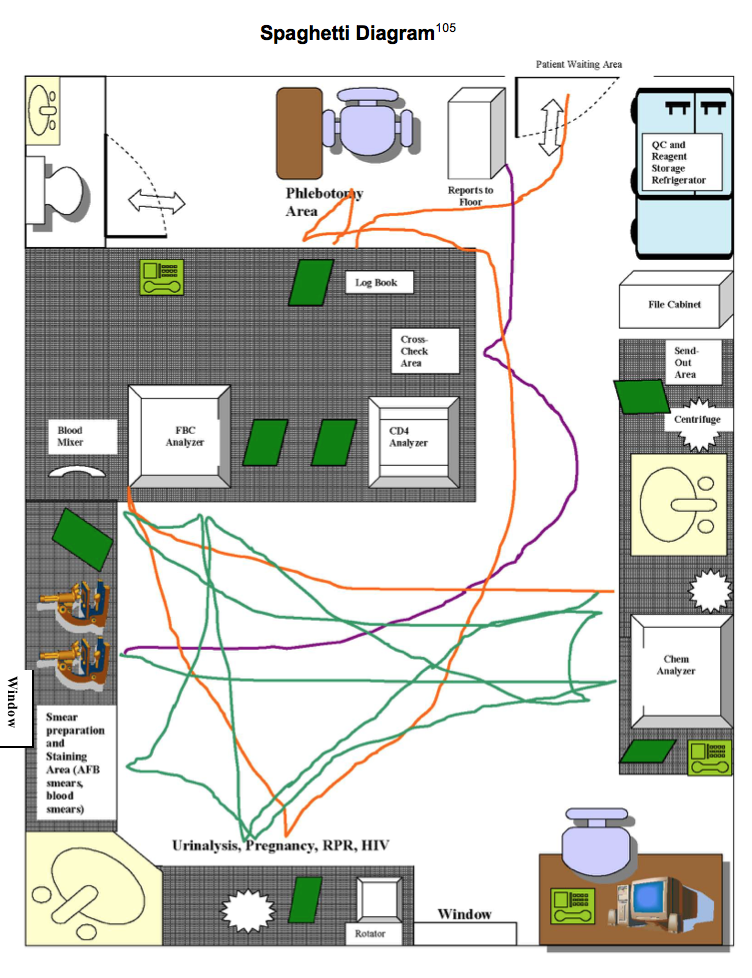 Spaghetti Diagram105
Patient Waiting Area
QC and
Reagent
Storage
Refrigerator
Phlebotomy
Area
Reports to
Floor
Log Book
File Cabinet
Cross-
Check
Area
Send-
Out
Area
Centrifuge
Blood
Mixer
FBC
Analyzer
CD4
Analyzer
Chem
Analyzer
Window
Smear
preparation
and
Staining
Area (AFB
smears,
blood
smears)
Urinalysis, Pregnancy, RPR, HIV
Rotator
Window